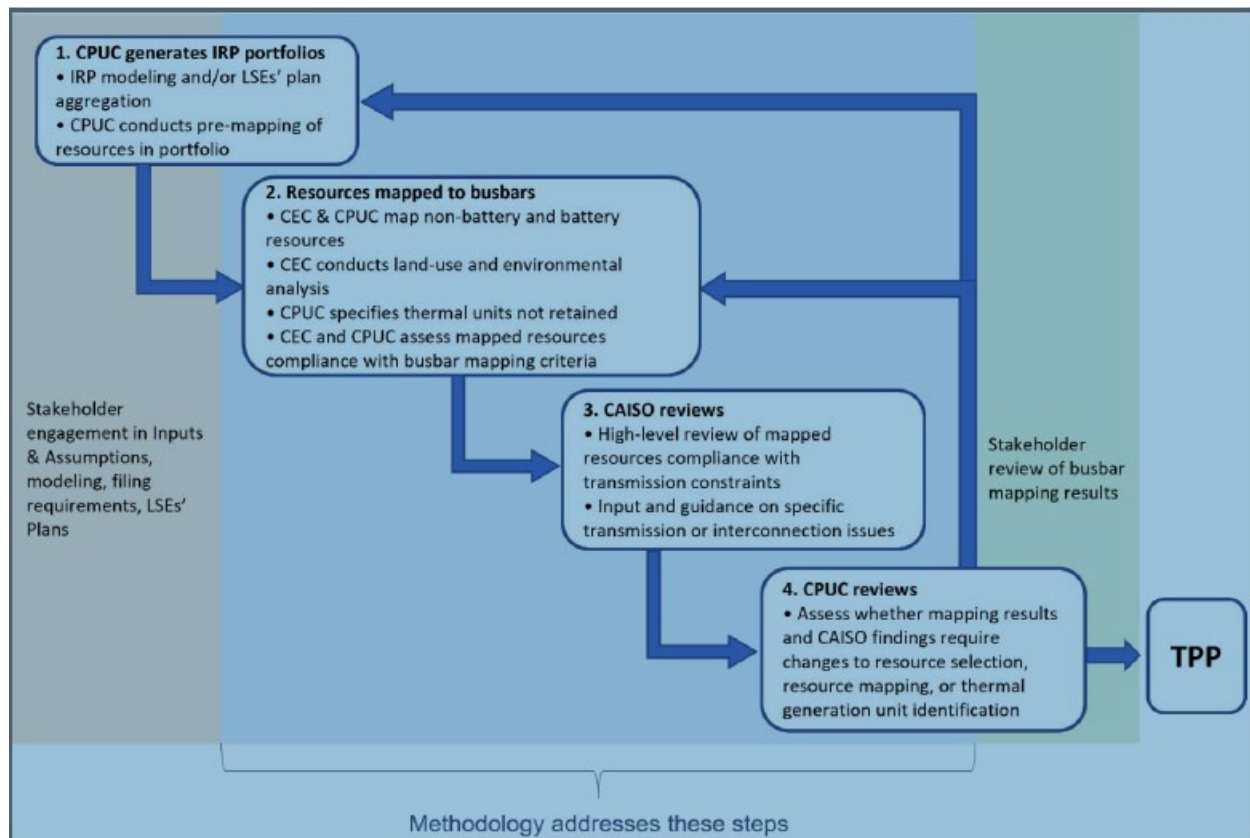 1. CPUC generates IRP portfolios
• IRP modeling and/or LSEs' plan
aggregation
• CPUC conducts pre-mapping of
resources in portfolio
2. Resources mapped to busbars
• CEC & CPUC map non-battery and battery
resources
• CEC conducts land-use and environmental
analysis
• CPUC specifies thermal units not retained
• CEC and CPUC assess mapped resources
compliance with busbar mapping criteria
Stakeholder
engagement in Inputs
& Assumptions,
modeling, filing
requirements, LSEs'
Plans
3. CAISO reviews
• High-level review of mapped
resources compliance with
transmission constraints
• Input and guidance on specific
transmission or interconnection issues
Stakeholder
review of busbar
mapping results
4. CPUC reviews
• Assess whether mapping results
and CAISO findings require
changes to resource selection,
resource mapping, or thermal
generation unit identification
TPP
Methodology addresses these steps